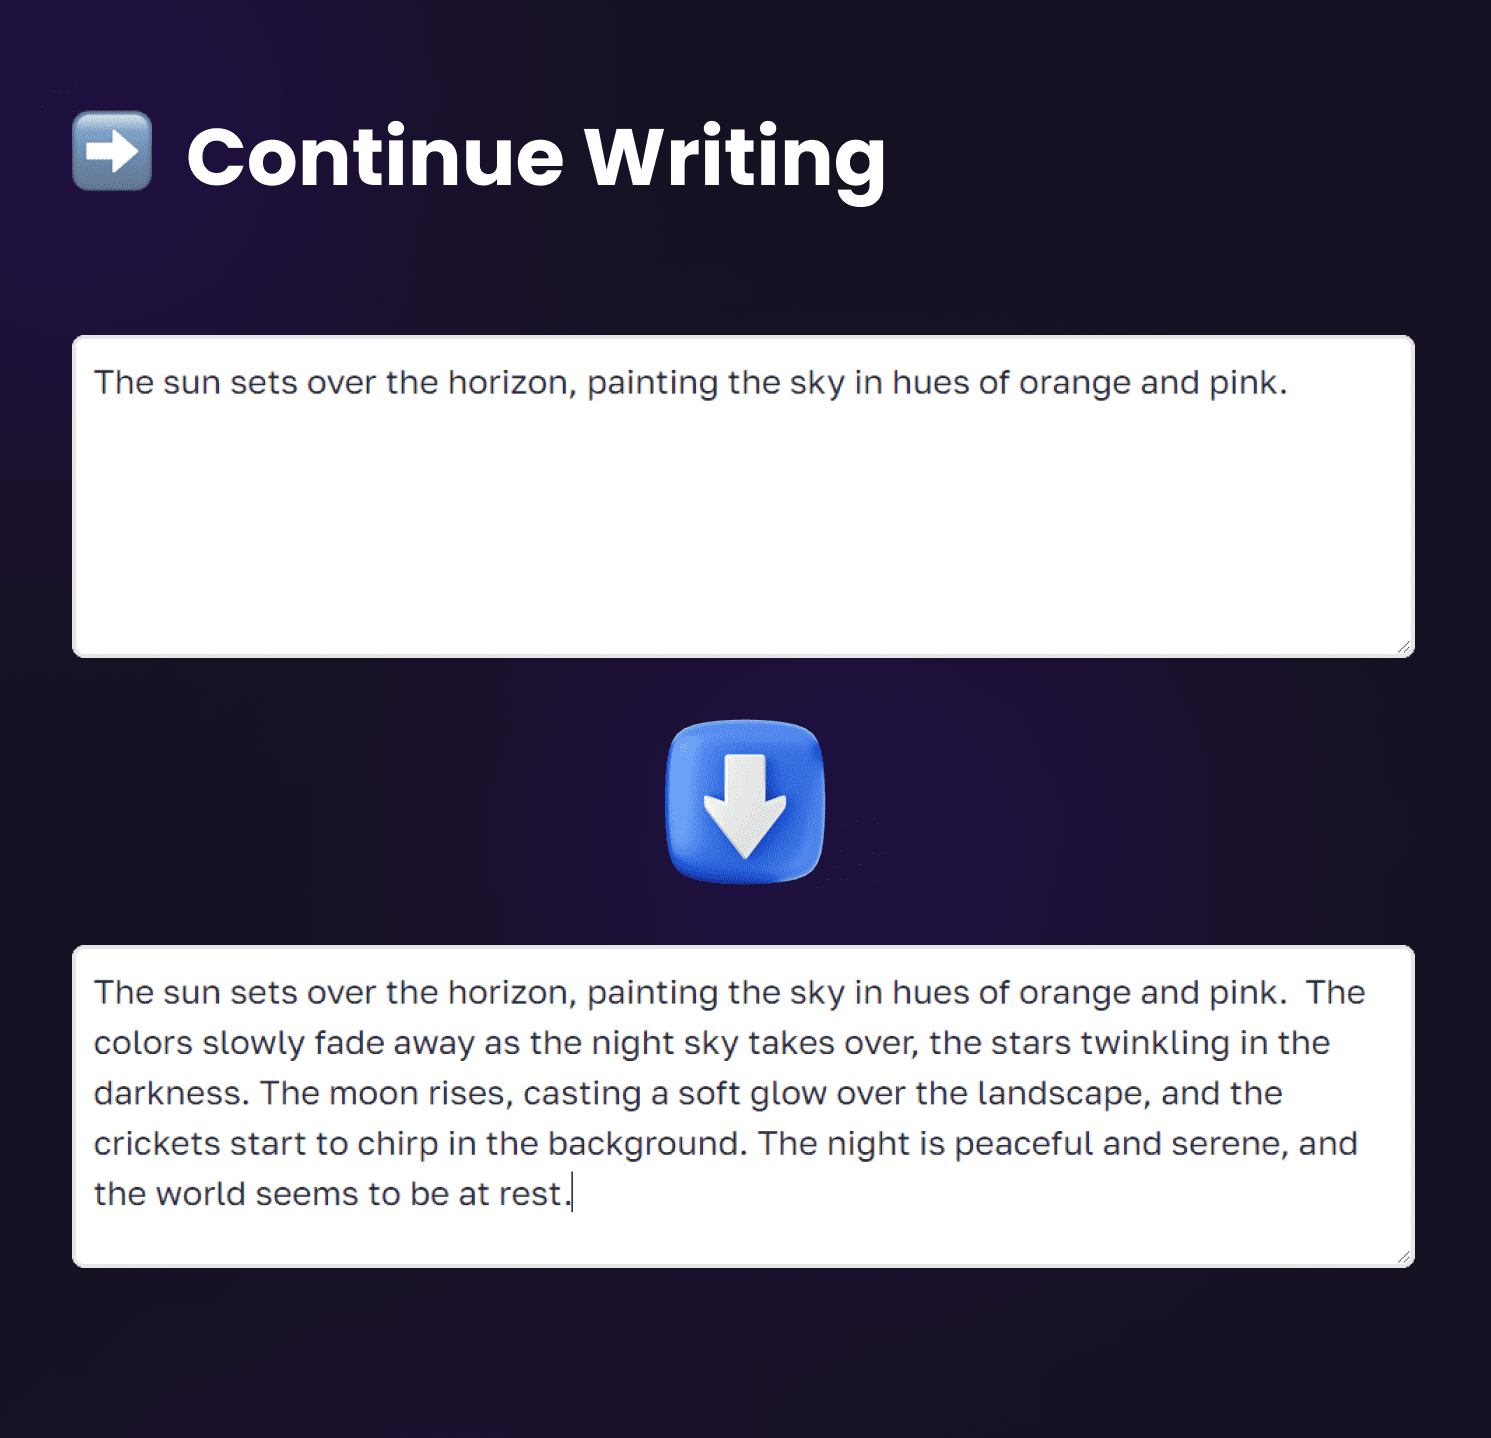 Continue Writing
The sun sets over the horizon, painting the sky in hues of orange and pink.
The sun sets over the horizon, painting the sky in hues of orange and pink.  The
colors slowly fade away as the night sky takes over, the stars twinkling in the
darkness. The moon rises, casting a soft glow over the landscape, and the
crickets start to chirp in the background. The night is peaceful and serene, and
the world seems to be at rest.